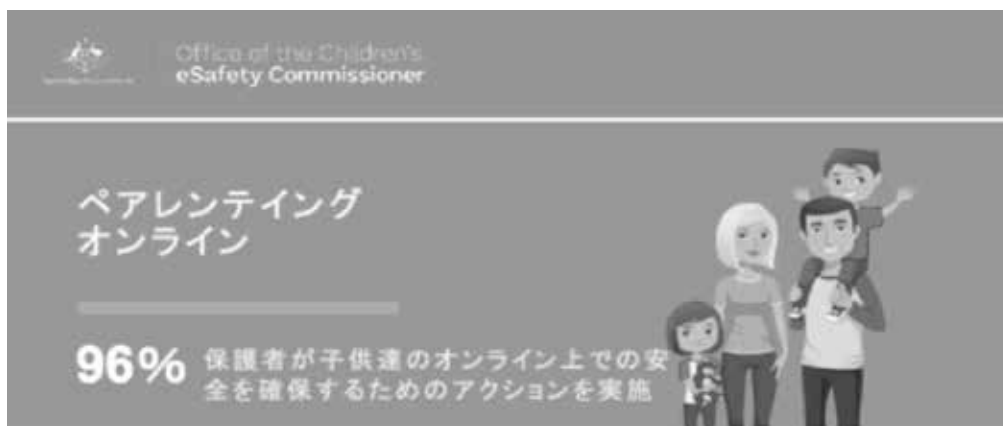 Office of the Children's
eSafety Commissioner
ペアレンテイング
オンライン
96% 保護者が子供達のオンライン上での安
全を確保するためのアクションを実施